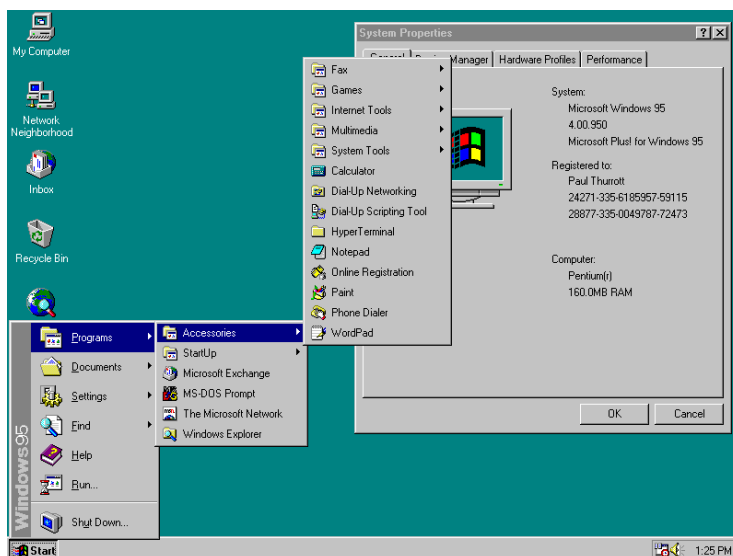 My Computer
Network
Neighborhood
Inbox
Recycle Bin
System Properties
General
Manager
Hardware Profiles
Performance
System:
Microsoft Windows 95
4.00.950
Microsoft Plus! for Windows 95
Registered to:
Paul Thurrott
24271-335-6185957-59115
28877-335-0049787-72473
Computer:
Pentium(r)
160.0MB RAM
OK
Cancel
Fax
Games
Internet Tools
Multimedia
System Tools
Calculator
Dial-Up Networking
Dial-Up Scripting Tool
HyperTerminal
Notepad
Online Registration
Paint
Phone Dialer
WordPad
Accessories
StartUp
Microsoft Exchange
MS-DOS Prompt
The Microsoft Network
Windows Explorer
Programs
Documents
Settings
Find
Help
Run...
Shut Down...
Windows95
Start
1:25 PM